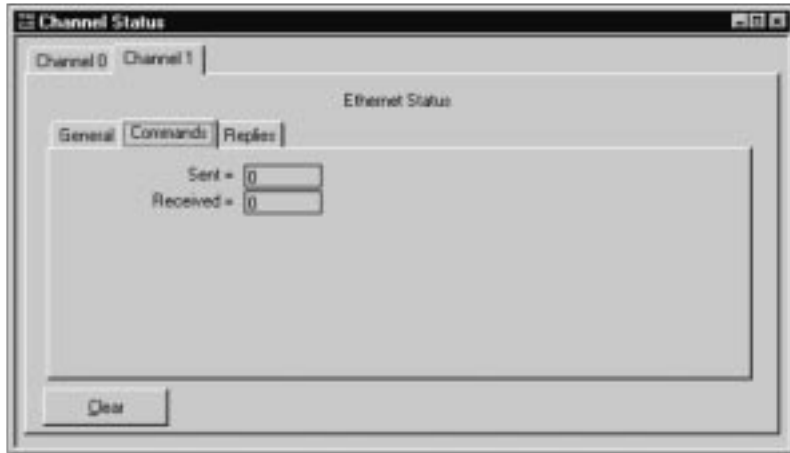 Channel Status
Channel 0 Channel 1
Ethernet Status
General Commands Replies
Sent = 0
Received = 0
Clear